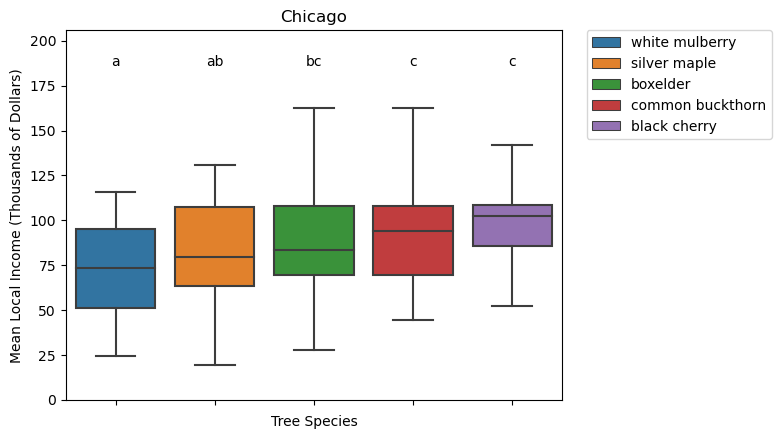 Chicago
Mean Local Income (Thousands of Dollars)
200
175
150
125
100
75
50
25
0
a ab bc c c
Tree Species
white mulberry
silver maple
boxelder
common buckthorn
black cherry